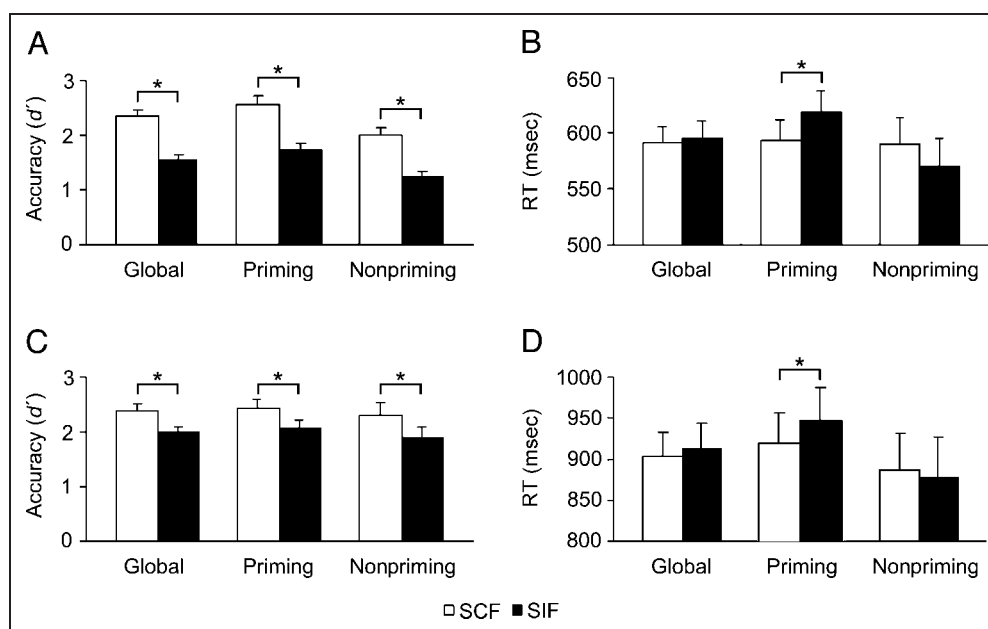 A
Accuracy (d´)
3
2
1
0
*
*
*
Global Priming Nonpriming
B
RT (msec)
650
600
550
500
*
Global Priming Nonpriming
C
Accuracy (d´)
3
2
1
0
*
*
*
Global Priming Nonpriming
D
RT (msec)
1000
950
900
850
800
*
Global Priming Nonpriming
SCF SIF